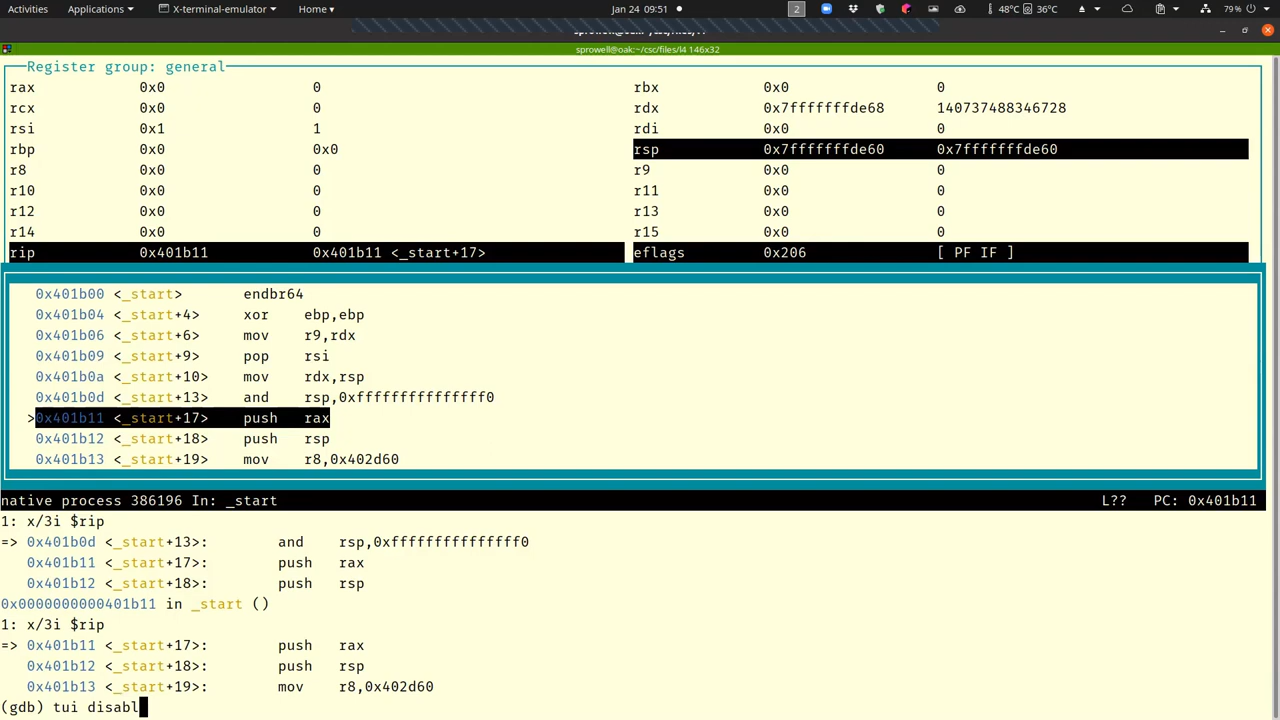 Activities Applications X-terminal-emulator Home Jan 24 09:51 2 48°C 36°C 79%
sprowell@oak:~/csc/files/l4 146x32
Register group: general
rax 0x0 0 rbx 0x0 0
rcx 0x0 0 rdx 0x7fffffffde68 140737488346728
rsi 0x1 1 rdi 0x0 0
rbp 0x0 0x0 rsp 0x7fffffffde60 0x7fffffffde60
r8 0x0 0 r9 0x0 0
r10 0x0 0 r11 0x0 0
r12 0x0 0 r13 0x0 0
r14 0x0 0 r15 0x0 0
rip 0x401b11 0x401b11 <_start+17> eflags 0x206 [ PF IF ]
0x401b00 <_start> endbr64
0x401b04 <_start+4> xor ebp,ebp
0x401b06 <_start+6> mov r9,rdx
0x401b09 <_start+9> pop rsi
0x401b0a <_start+10> mov rdx,rsp
0x401b0d <_start+13> and rsp,0xfffffffffffffff0
>0x401b11 <_start+17> push rax
0x401b12 <_start+18> push rsp
0x401b13 <_start+19> mov r8,0x402d60
native process 386196 In: _start L?? PC: 0x401b11
1: x/3i $rip
=> 0x401b0d <_start+13>: and rsp,0xfffffffffffffff0
0x401b11 <_start+17>: push rax
0x401b12 <_start+18>: push rsp
0x0000000000401b11 in _start ()
1: x/3i $rip
=> 0x401b11 <_start+17>: push rax
0x401b12 <_start+18>: push rsp
0x401b13 <_start+19>: mov r8,0x402d60
(gdb) tui disabl